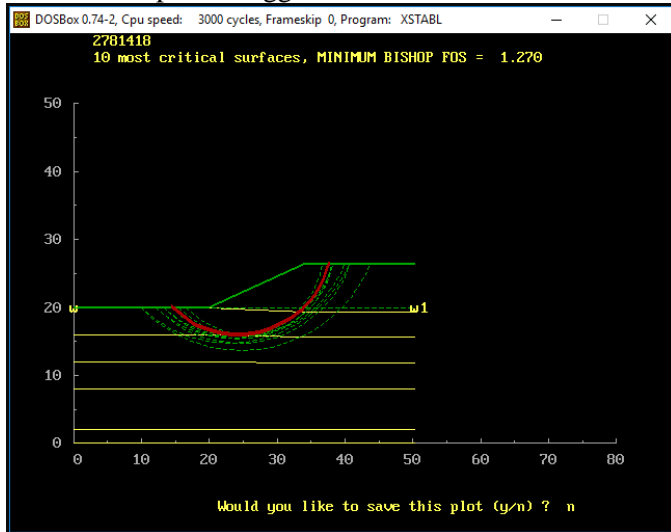 DOSBox 0.74-2, Cpu speed: 3000 cycles, Frameskip 0, Program: XSTABL
2781418
10 most critical surfaces, MINIMUM BISHOP FOS = 1.270
50
40
30
20
w
w1
10
0
0 10 20 30 40 50 60 70 80
Would you like to save this plot (y/n) ? n